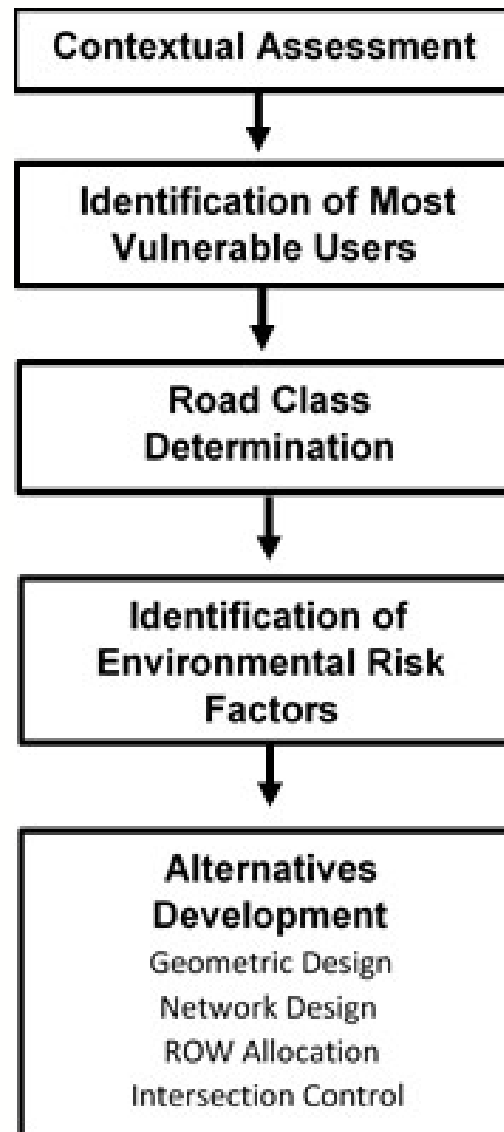 Contextual Assessment
Identification of Most
Vulnerable Users
Road Class
Determination
Identification of
Environmental Risk
Factors
Alternatives
Development
Geometric Design
Network Design
ROW Allocation
Intersection Control